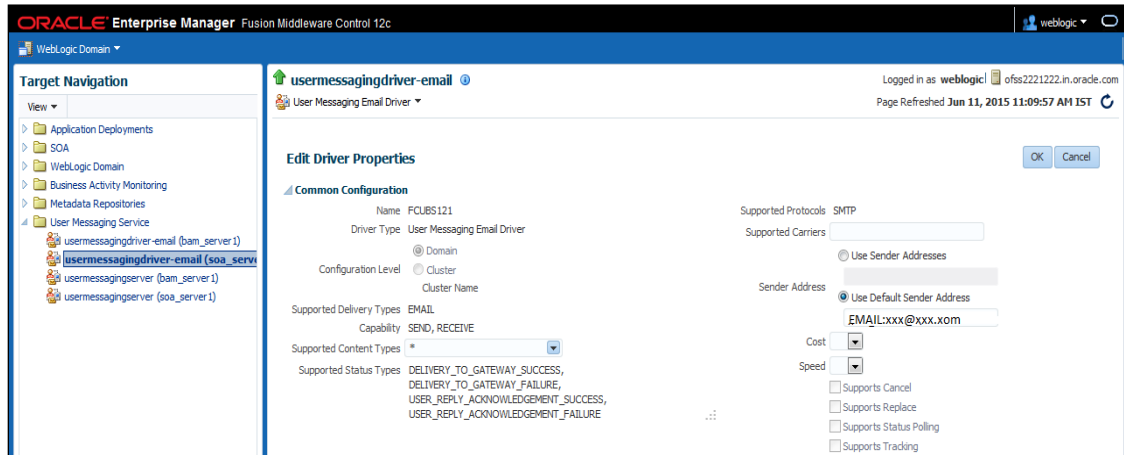 ORACLE Enterprise Manager Fusion Middleware Control 12c
weblogic
WebLogic Domain
Target Navigation
View
Application Deployments
SOA
WebLogic Domain
Business Activity Monitoring
Metadata Repositories
User Messaging Service
usermessagingdriver-email (bam_server1)
usermessagingdriver-email (soa_serve
usermessagingserver (bam_server1)
usermessagingserver (soa_server1)
usermessagingdriver-email
User Messaging Email Driver
Logged in as weblogic ofss2221222.in.oracle.com
Page Refreshed Jun 11, 2015 11:09:57 AM IST
Edit Driver Properties
OK Cancel
Common Configuration
Name FCUBS121
Driver Type User Messaging Email Driver
Configuration Level
Domain
Cluster
Cluster Name
Supported Delivery Types EMAIL
Capability SEND, RECEIVE
Supported Content Types *
Supported Status Types DELIVERY_TO_GATEWAY_SUCCESS,
DELIVERY_TO_GATEWAY_FAILURE,
USER_REPLY_ACKNOWLEDGEMENT_SUCCESS,
USER_REPLY_ACKNOWLEDGEMENT_FAILURE
Supported Protocols SMTP
Supported Carriers
Sender Address
Use Sender Addresses
Use Default Sender Address
EMAIL:xxx@xxx.xom
Cost
Speed
Supports Cancel
Supports Replace
Supports Status Polling
Supports Tracking